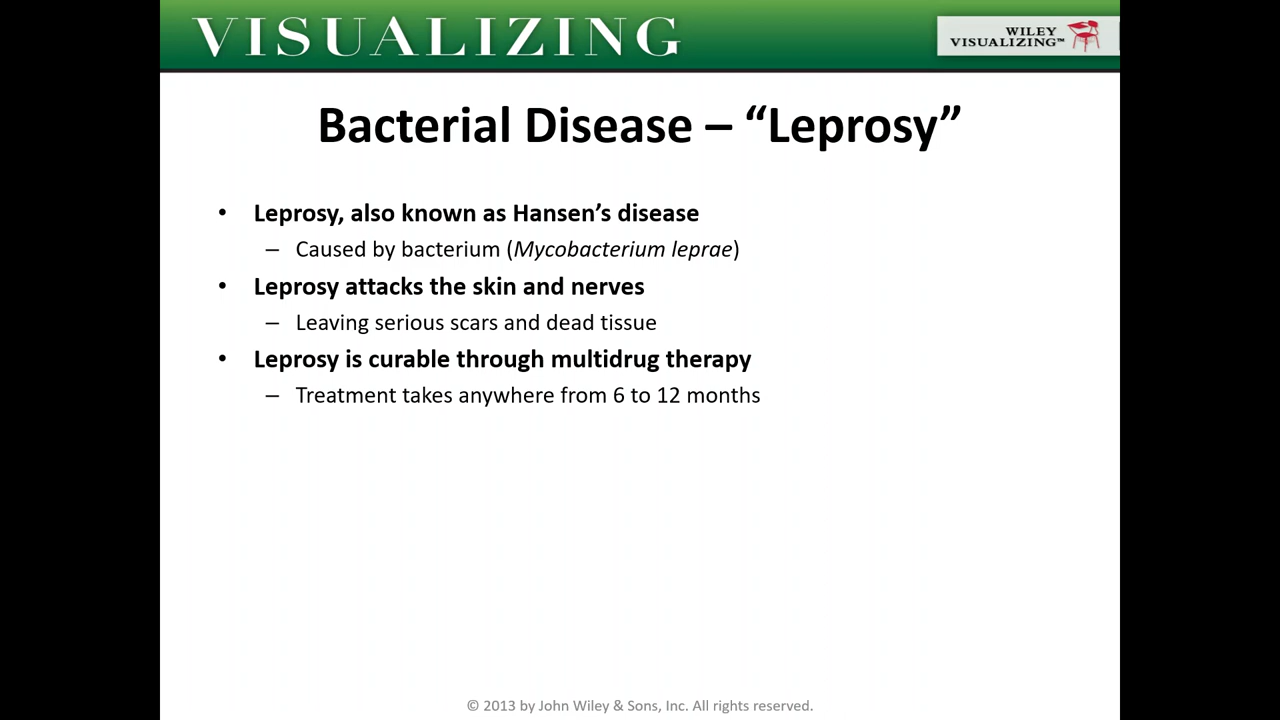 VISUALIZING
WILEY
VISUALIZING™
Bacterial Disease – “Leprosy”
• Leprosy, also known as Hansen’s disease
– Caused by bacterium (Mycobacterium leprae)
• Leprosy attacks the skin and nerves
– Leaving serious scars and dead tissue
• Leprosy is curable through multidrug therapy
– Treatment takes anywhere from 6 to 12 months
© 2013 by John Wiley & Sons, Inc. All rights reserved.